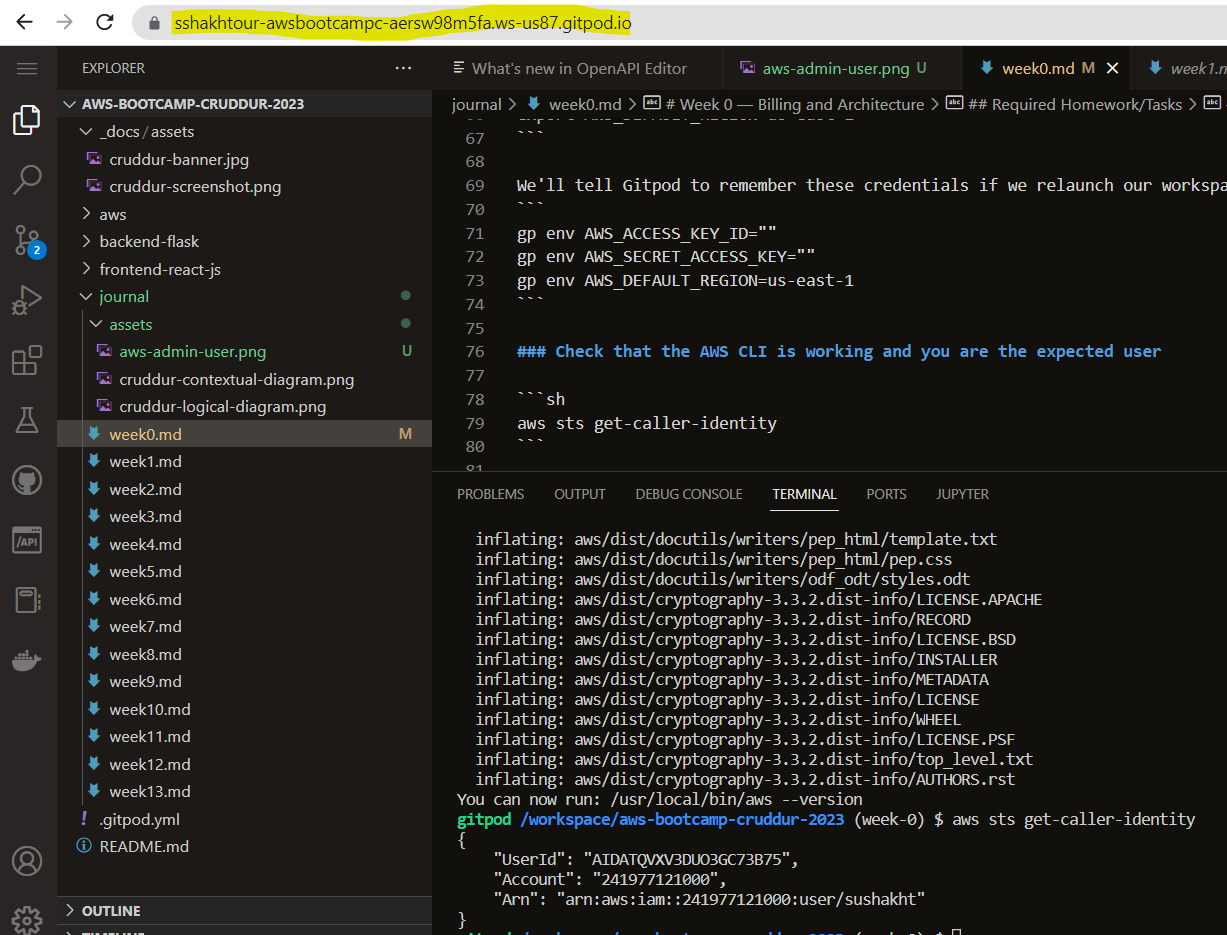 sshakhtour-awsbootcampc-aersw98m5fa.ws-us87.gitpod.io
EXPLORER
AWS-BOOTCAMP-CRUDDUR-2023
_docs / assets
cruddur-banner.jpg
cruddur-screenshot.png
aws
backend-flask
frontend-react-js
journal
assets
aws-admin-user.png U
cruddur-contextual-diagram.png
cruddur-logical-diagram.png
week0.md M
week1.md
week2.md
week3.md
week4.md
week5.md
week6.md
week7.md
week8.md
week9.md
week10.md
week11.md
week12.md
week13.md
.gitpod.yml
README.md
OUTLINE
TIMELINE
2
/API
What's new in OpenAPI Editor
aws-admin-user.png U
week0.md M
journal > week0.md > # Week 0 — Billing and Architecture > ## Required Homework/Tasks >
67 ```
68
69 We'll tell Gitpod to remember these credentials if we relaunch our
70 ```
71 gp env AWS_ACCESS_KEY_ID=""
72 gp env AWS_SECRET_ACCESS_KEY=""
73 gp env AWS_DEFAULT_REGION=us-east-1
74 ```
75
76 ### Check that the AWS CLI is working and you are the expected user
77
78 ```sh
79 aws sts get-caller-identity
80 ```
81
PROBLEMS OUTPUT DEBUG CONSOLE TERMINAL PORTS JUPYTER
inflating: aws/dist/docutils/writers/pep_html/template.txt
inflating: aws/dist/docutils/writers/pep_html/pep.css
inflating: aws/dist/docutils/writers/odf_odt/styles.odt
inflating: aws/dist/cryptography-3.3.2.dist-info/LICENSE.APACHE
inflating: aws/dist/cryptography-3.3.2.dist-info/RECORD
inflating: aws/dist/cryptography-3.3.2.dist-info/LICENSE.BSD
inflating: aws/dist/cryptography-3.3.2.dist-info/INSTALLER
inflating: aws/dist/cryptography-3.3.2.dist-info/METADATA
inflating: aws/dist/cryptography-3.3.2.dist-info/LICENSE
inflating: aws/dist/cryptography-3.3.2.dist-info/WHEEL
inflating: aws/dist/cryptography-3.3.2.dist-info/LICENSE.PSF
inflating: aws/dist/cryptography-3.3.2.dist-info/top_level.txt
inflating: aws/dist/cryptography-3.3.2.dist-info/AUTHORS.rst
You can now run: /usr/local/bin/aws --version
gitpod /workspace/aws-bootcamp-cruddur-2023 (week-0) $ aws sts get-caller-identity
{
"UserId": "AIDATQVXV3DUO3GC73B75",
"Account": "241977121000",
"Arn": "arn:aws:iam::241977121000:user/sushakht"
}